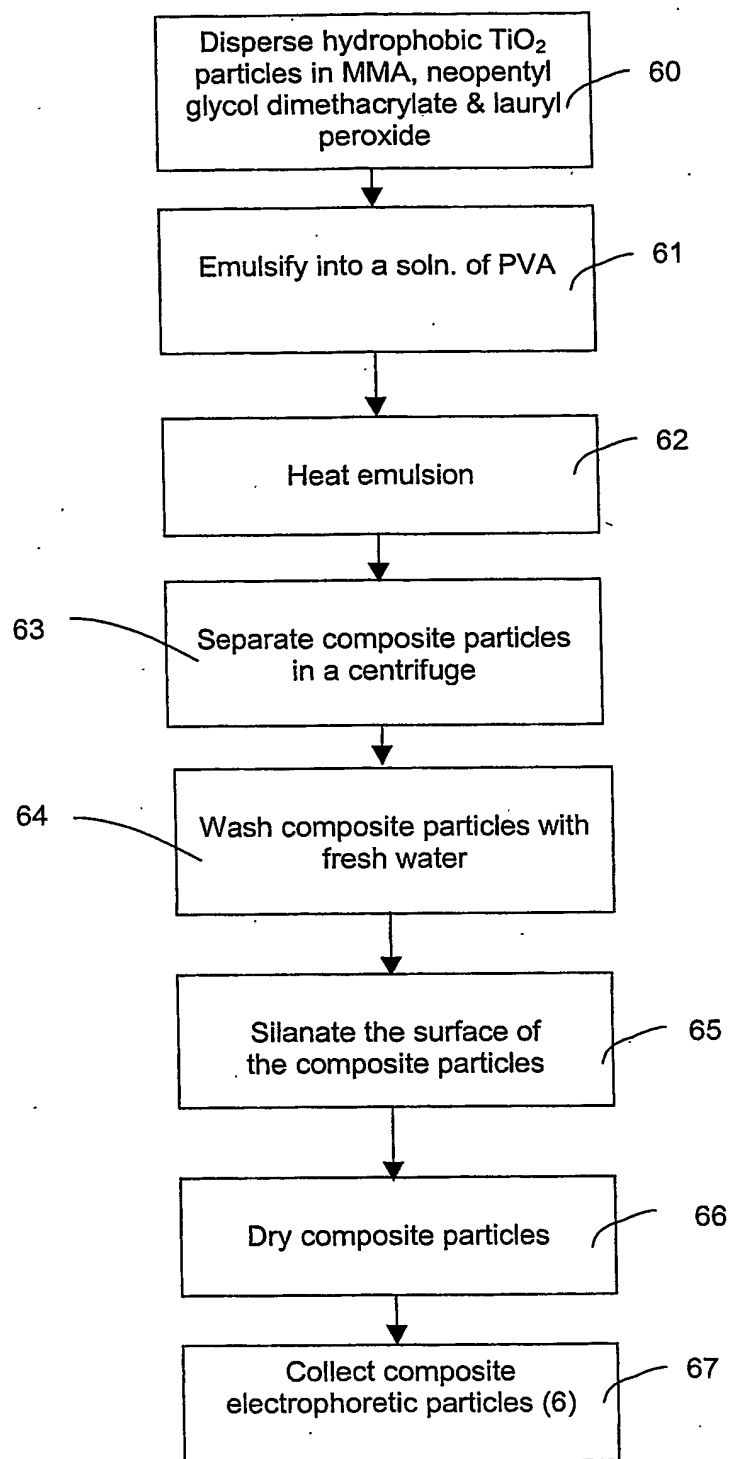 Disperse hydrophobic TiO₂
particles in MMA, neopentyl
glycol dimethacrylate & lauryl
peroxide
60
Emulsify into a soln. of PVA
61
Heat emulsion
62
63
Separate composite particles
in a centrifuge
64
Wash composite particles with
fresh water
Silanate the surface of
the composite particles
65
Dry composite particles
66
Collect composite
electrophoretic particles (6)
67